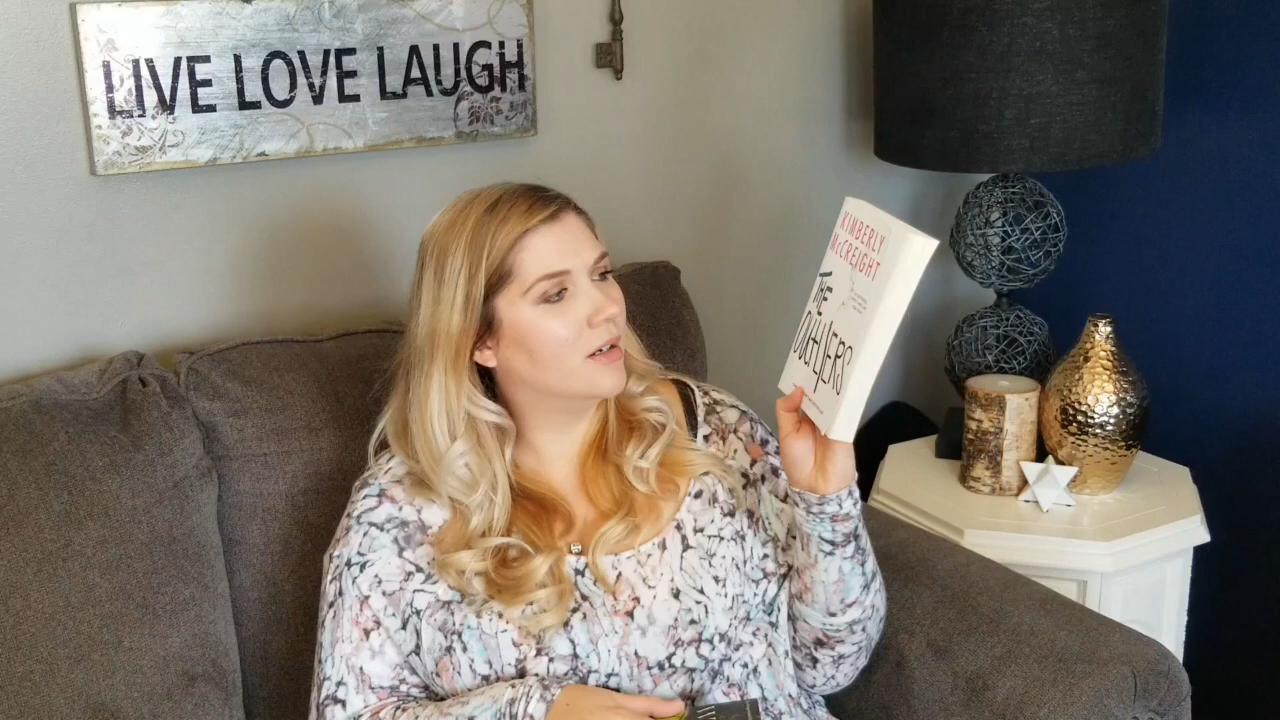 LIVE LOVE LAUGH
KIMBERLY
McCREIGHT
THE
OUTLIERS